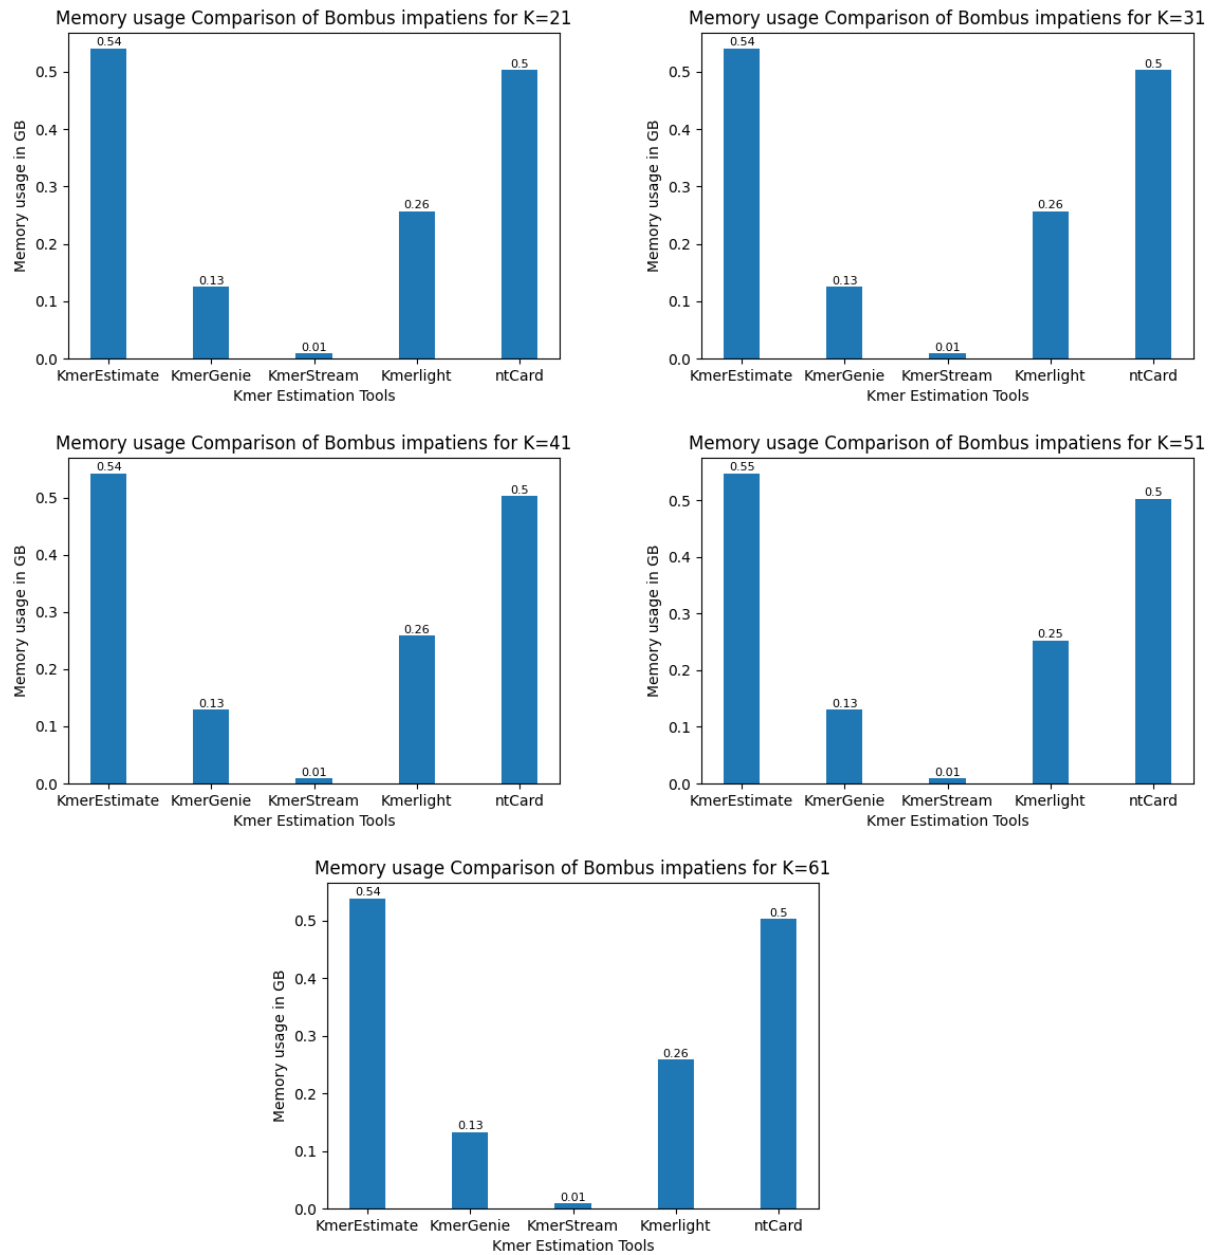 Memory usage Comparison of Bombus impatiens for K=21
0.54
0.13
0.01
0.26
0.5
0.5
0.4
0.3
0.2
0.1
0.0
Memory usage in GB
KmerEstimate KmerGenie KmerStream Kmerlight ntCard
Kmer Estimation Tools
Memory usage Comparison of Bombus impatiens for K=31
0.54
0.13
0.01
0.26
0.5
0.5
0.4
0.3
0.2
0.1
0.0
Memory usage in GB
KmerEstimate KmerGenie KmerStream Kmerlight ntCard
Kmer Estimation Tools
Memory usage Comparison of Bombus impatiens for K=41
0.54
0.13
0.01
0.26
0.5
0.5
0.4
0.3
0.2
0.1
0.0
Memory usage in GB
KmerEstimate KmerGenie KmerStream Kmerlight ntCard
Kmer Estimation Tools
Memory usage Comparison of Bombus impatiens for K=51
0.55
0.13
0.01
0.25
0.5
0.5
0.4
0.3
0.2
0.1
0.0
Memory usage in GB
KmerEstimate KmerGenie KmerStream Kmerlight ntCard
Kmer Estimation Tools
Memory usage Comparison of Bombus impatiens for K=61
0.54
0.13
0.01
0.26
0.5
0.5
0.4
0.3
0.2
0.1
0.0
Memory usage in GB
KmerEstimate KmerGenie KmerStream Kmerlight ntCard
Kmer Estimation Tools